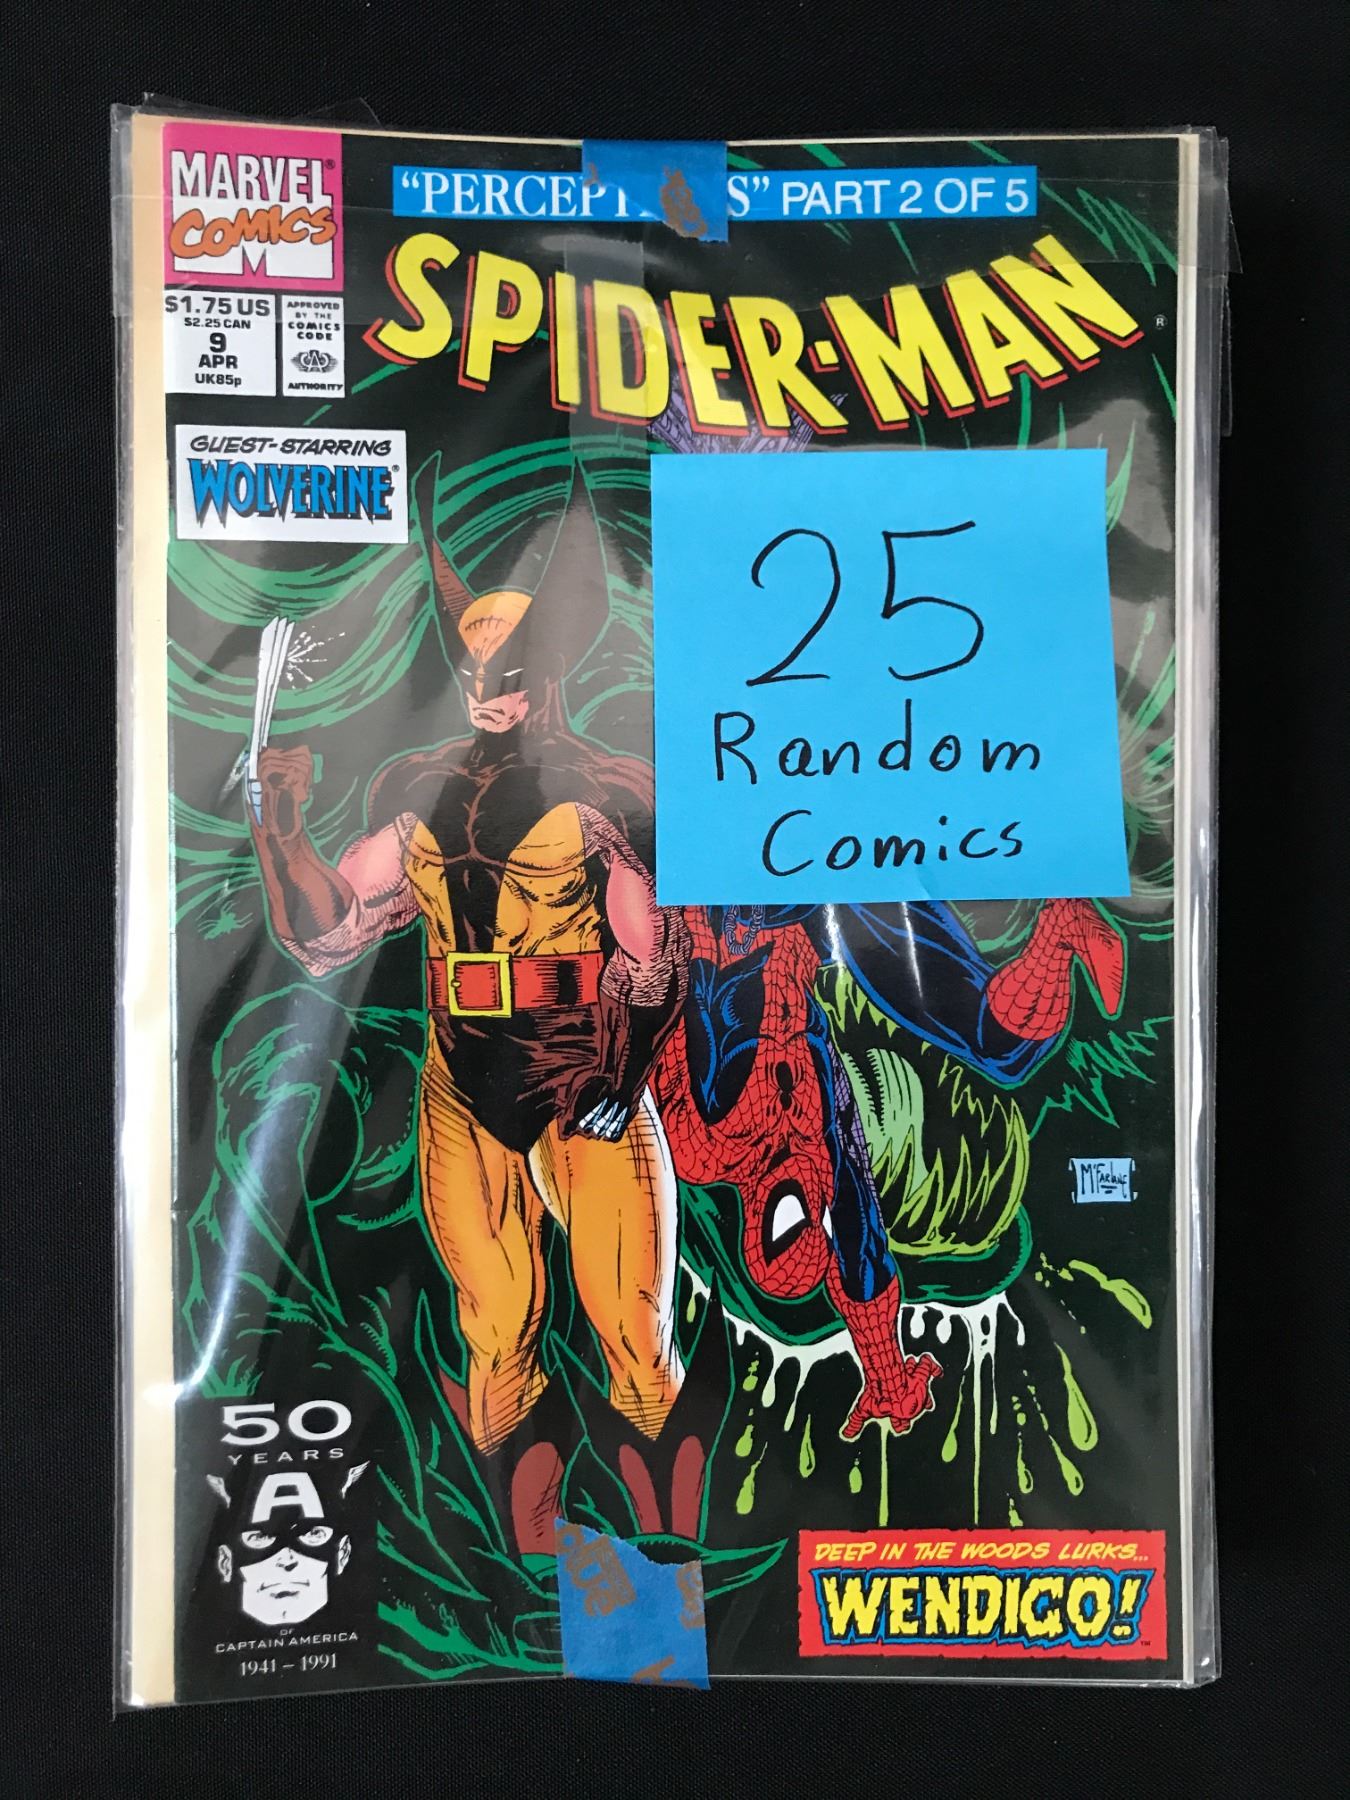 MARVEL®
COMICS
M
$1.75 US
$2.25 CAN
9
APR
UK85p
APPROVED
BY THE
COMICS
CODE
CA
AUTHORITY
PART 2 OF 5
SPIDER-MAN®
GUEST-STARRING
WOLVERINE®
25
Random
Comics
McFarlane
50
YEARS
A
OF
CAPTAIN AMERICA
1941 – 1991
DEEP IN THE WOODS LURKS...
WENDIGO!™